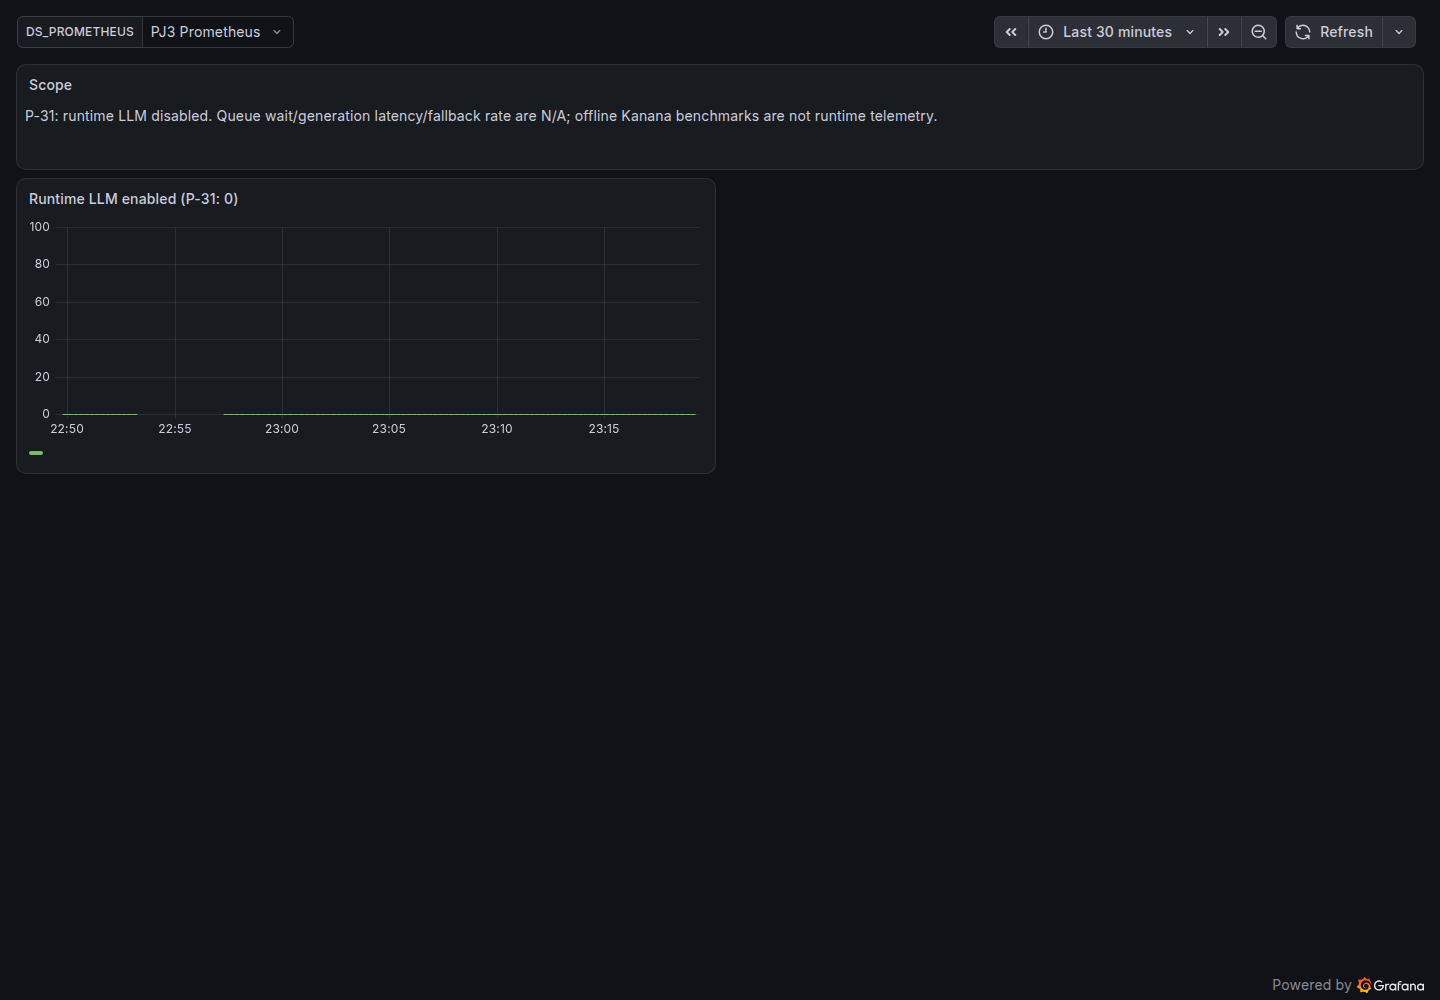 DS_PROMETHEUS PJ3 Prometheus Last 30 minutes Refresh
Scope
P-31: runtime LLM disabled. Queue wait/generation latency/fallback rate are N/A; offline Kanana benchmarks are not runtime telemetry.
Runtime LLM enabled (P-31: 0)
100
80
60
40
20
0
22:50 22:55 23:00 23:05 23:10 23:15
Powered by Grafana